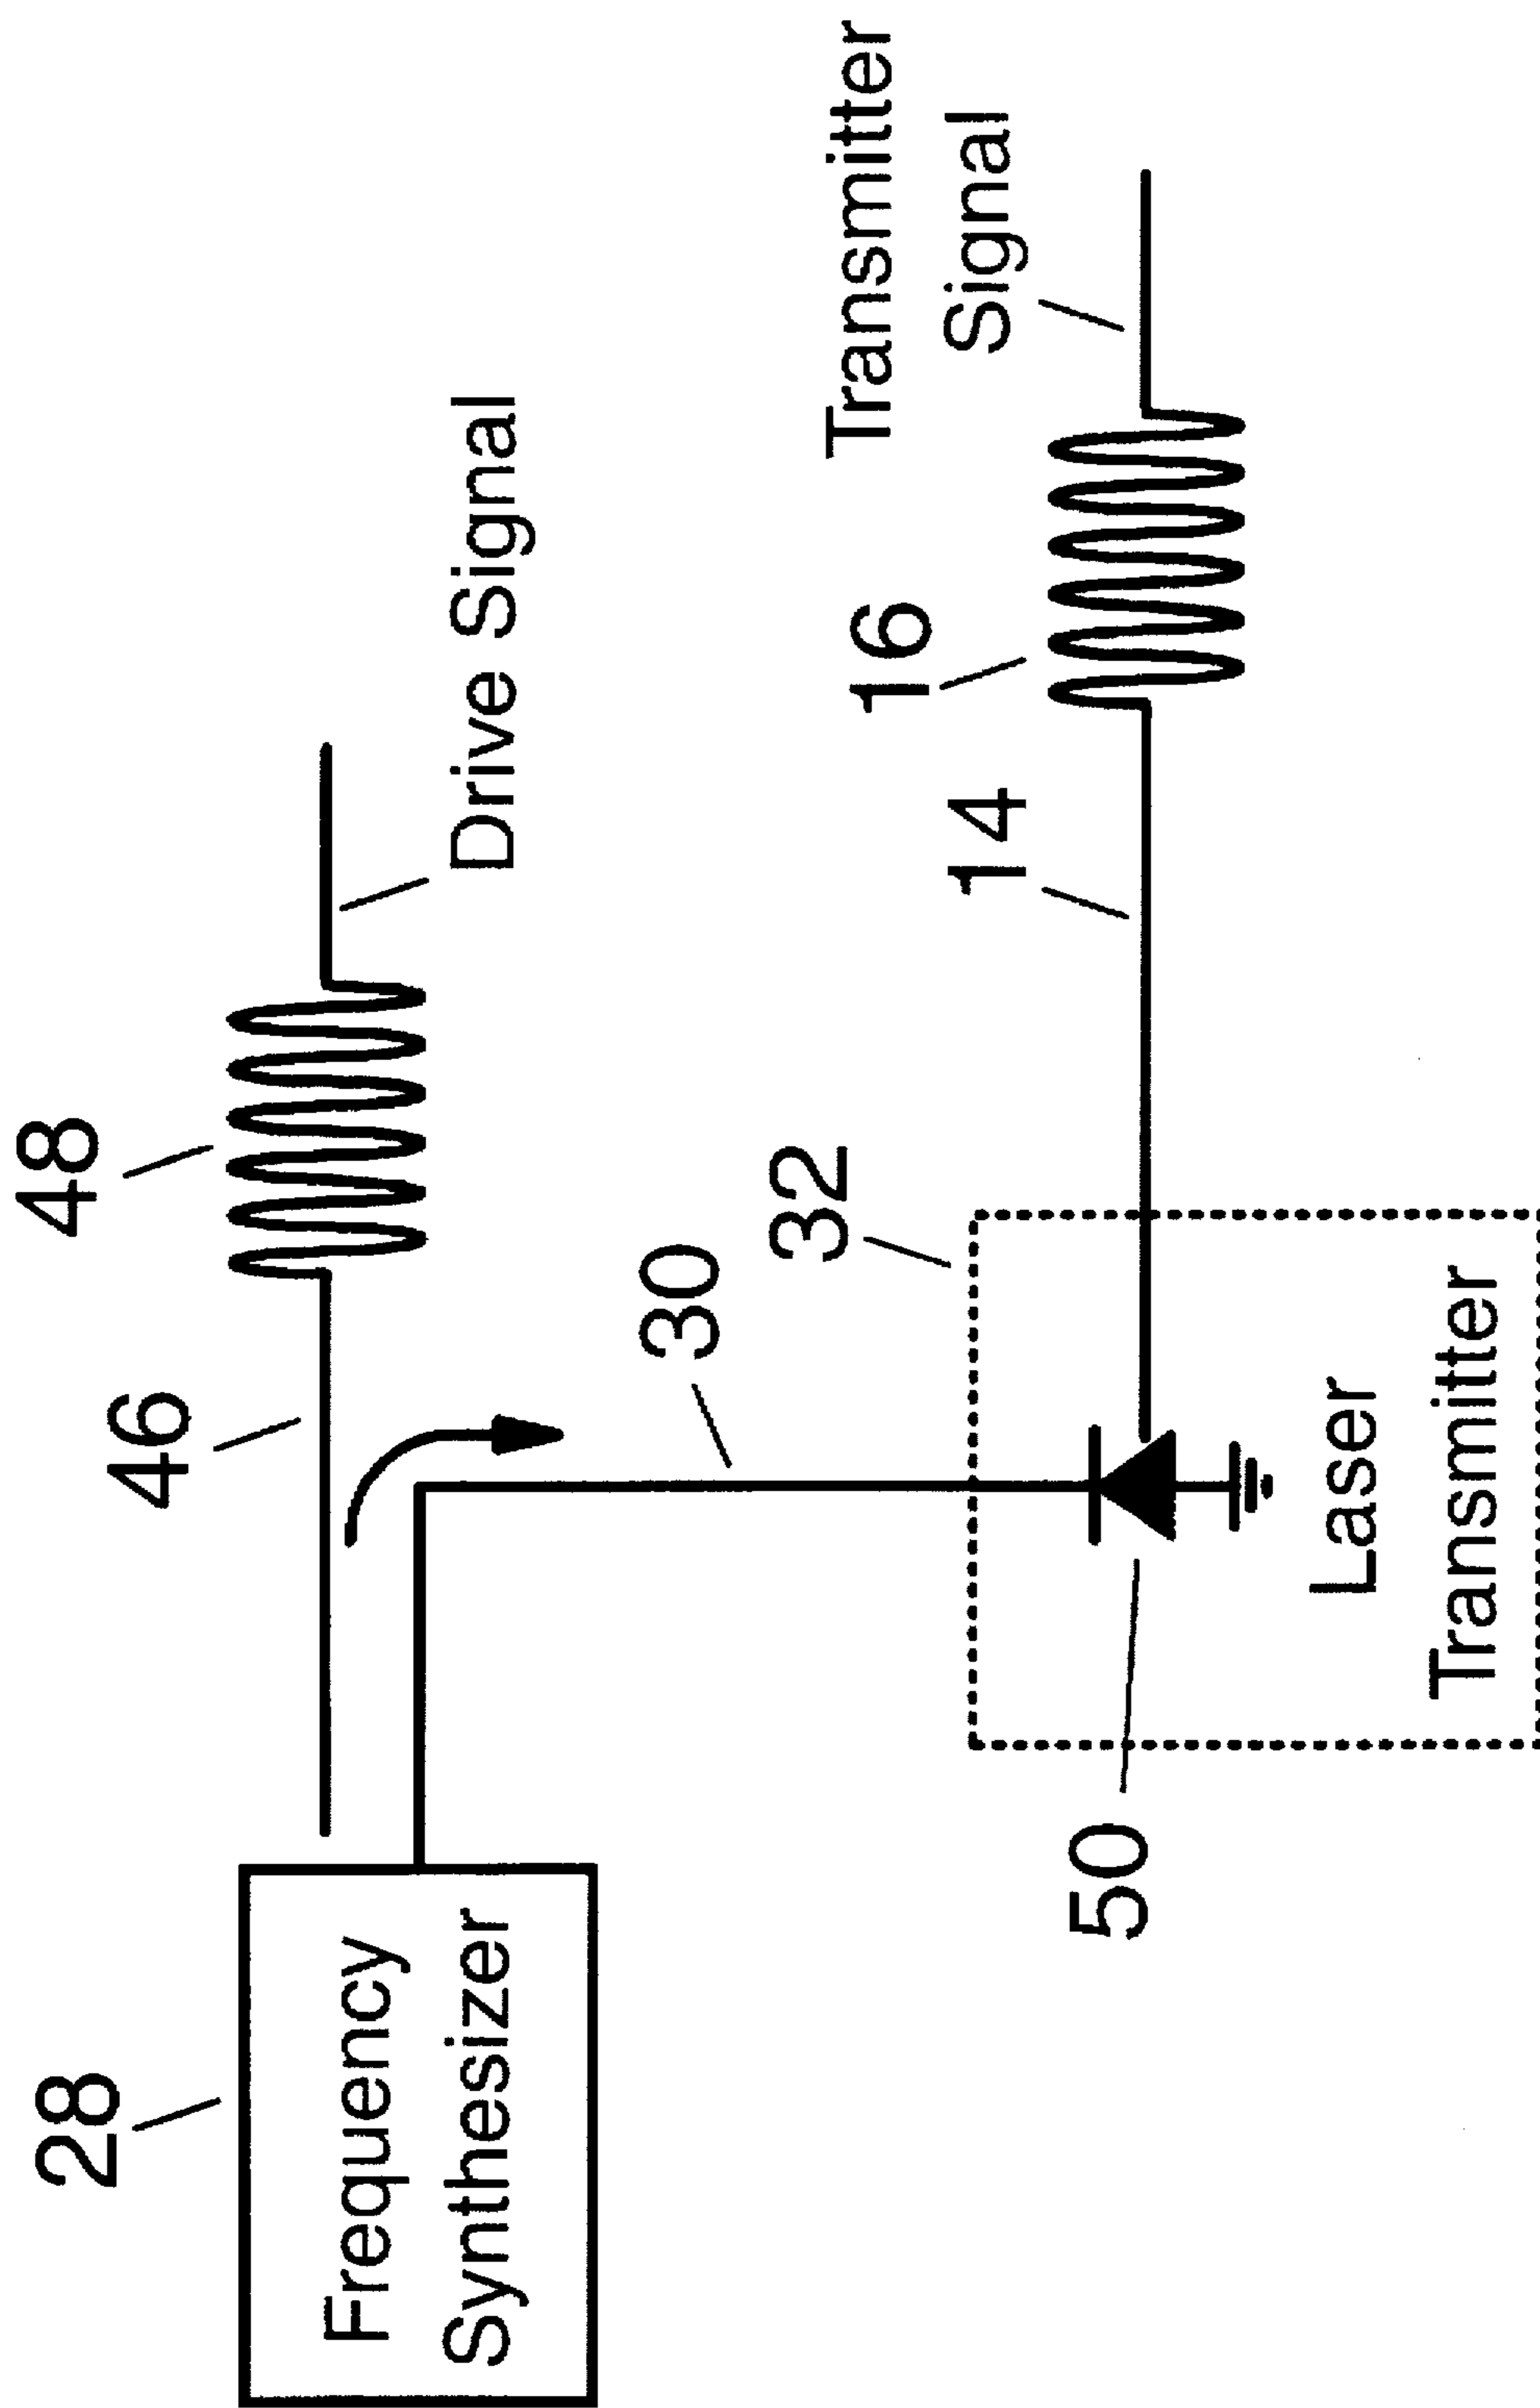 28
Frequency
Synthesizer
46
48
Drive Signal
30
32
50
Laser
Transmitter
14
16
Transmitter
Signal